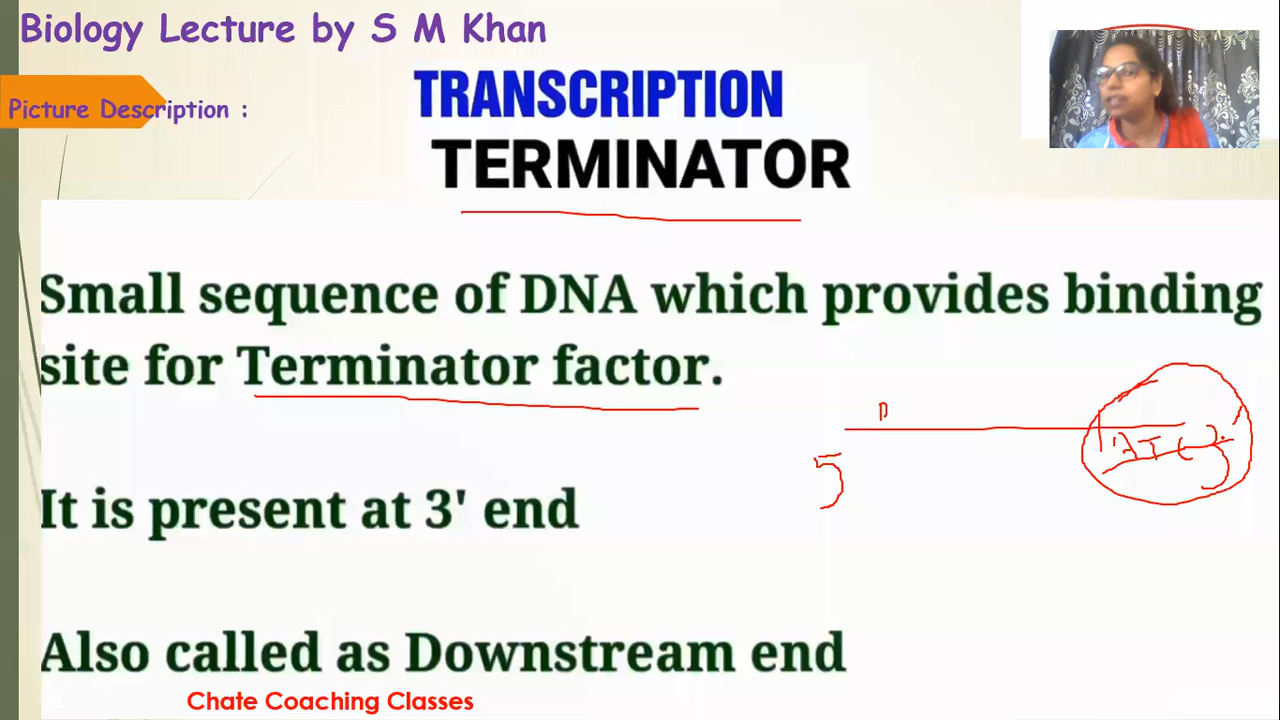 Biology Lecture by S M Khan
Picture Description :
TRANSCRIPTION
TERMINATOR
Small sequence of DNA which provides binding
site for Terminator factor.
5
It is present at 3' end
Also called as Downstream end
Chate Coaching Classes